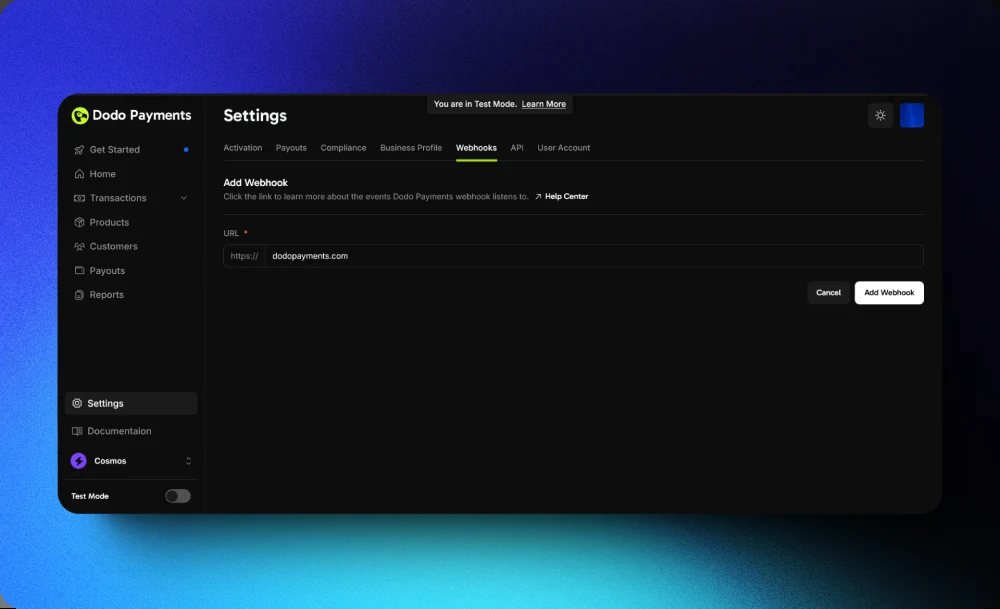 You are in Test Mode. Learn More
Dodo Payments
Get Started
Home
Transactions
Products
Customers
Payouts
Reports
Settings
Documentaion
Cosmos
Test Mode
Settings
Activation Payouts Compliance Business Profile Webhooks API User Account
Add Webhook
Click the link to learn more about the events Dodo Payments webhook listens to. Help Center
URL *
https:// dodopayments.com
Cancel Add Webhook